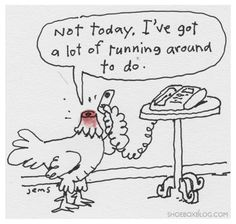 Not today, I've got
a lot of running around
to do.
jems
SHOEBOXBLOG.COM